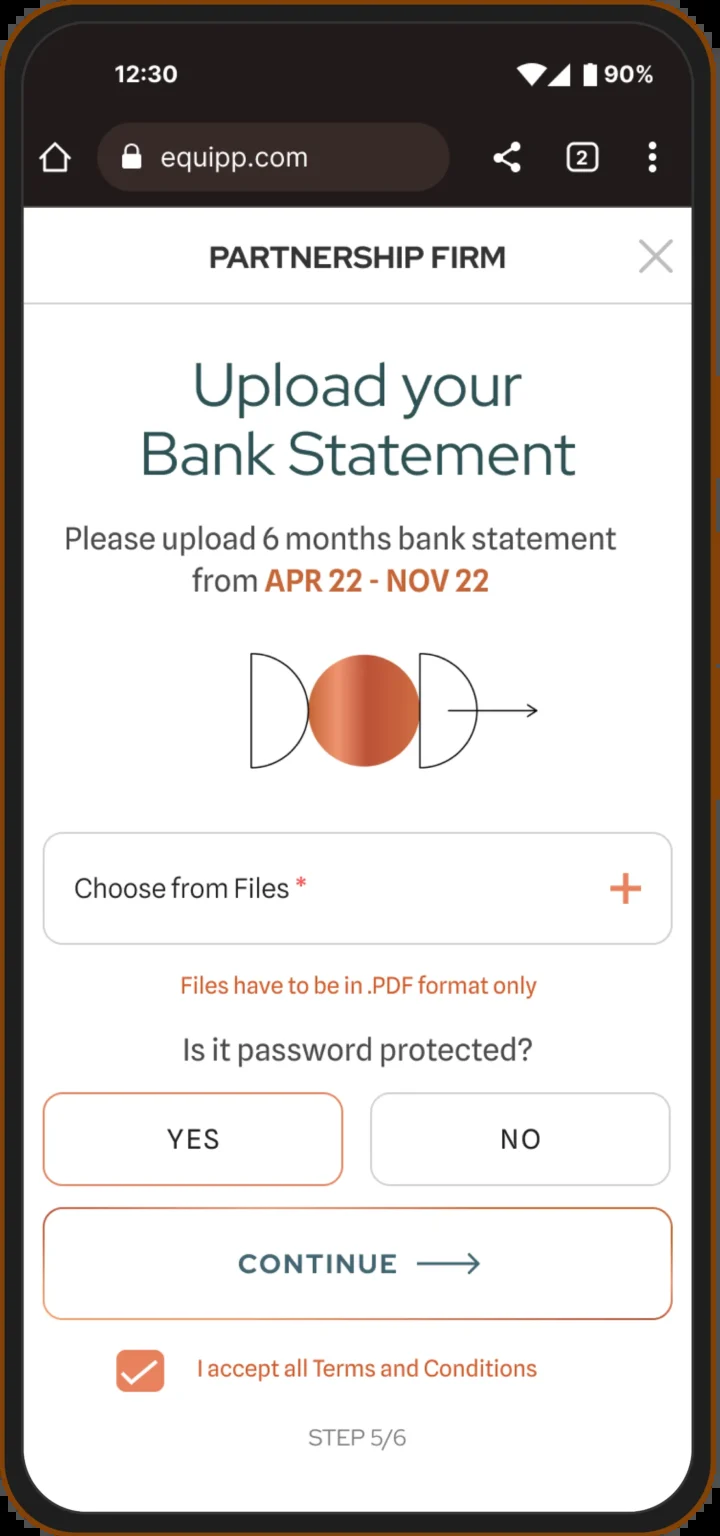 12:30
90%
equipp.com
2
PARTNERSHIP FIRM
Upload your
Bank Statement
Please upload 6 months bank statement
from APR 22 - NOV 22
Choose from Files *
Files have to be in .PDF format only
Is it password protected?
YES
NO
CONTINUE
I accept all Terms and Conditions
STEP 5/6